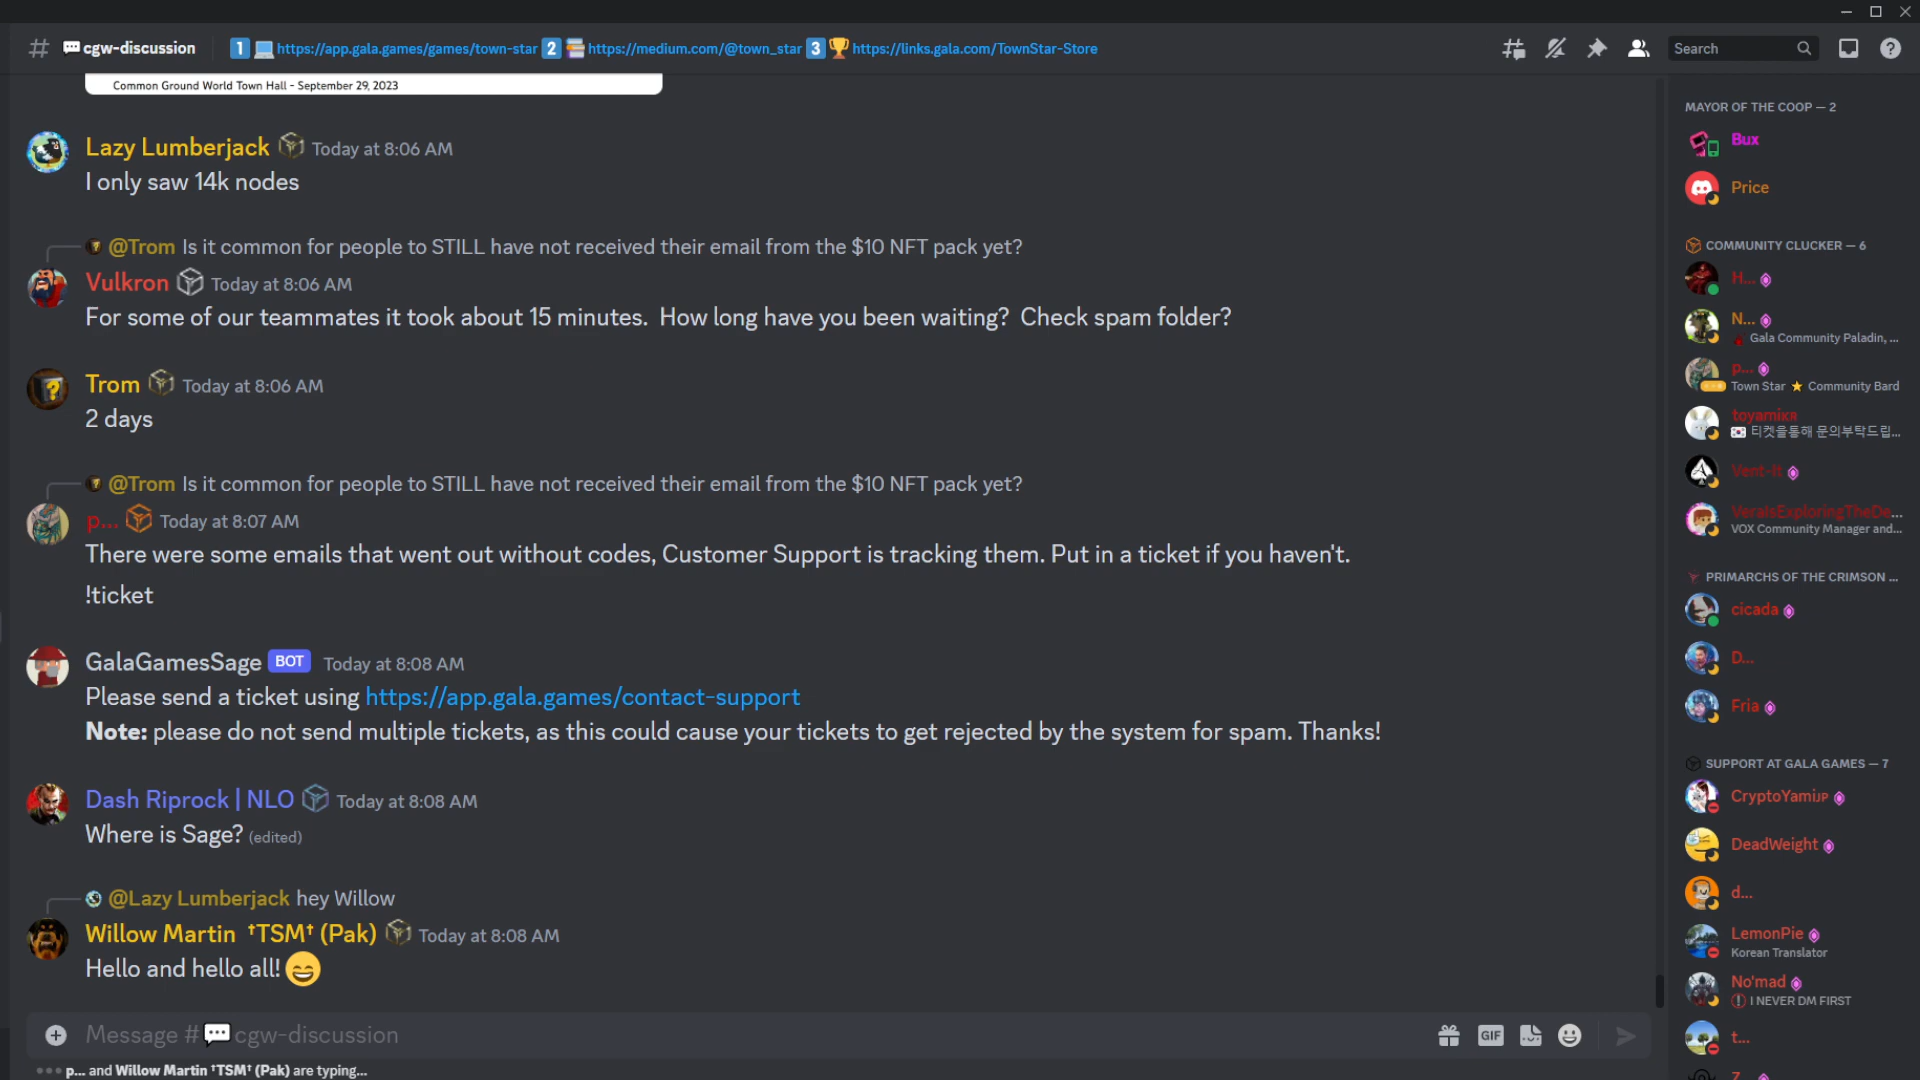 cgw-discussion
1 https://app.gala.games/games/town-star 2 https://medium.com/@town_star 3 https://links.gala.com/TownStar-Store
Search
Common Ground World Town Hall - September 29, 2023
Lazy Lumberjack Today at 8:06 AM
I only saw 14k nodes
@Trom Is it common for people to STILL have not received their email from the $10 NFT pack yet?
Vulkron Today at 8:06 AM
For some of our teammates it took about 15 minutes. How long have you been waiting? Check spam folder?
Trom Today at 8:06 AM
2 days
@Trom Is it common for people to STILL have not received their email from the $10 NFT pack yet?
p... Today at 8:07 AM
There were some emails that went out without codes, Customer Support is tracking them. Put in a ticket if you haven't.
!ticket
GalaGamesSage BOT Today at 8:08 AM
Please send a ticket using https://app.gala.games/contact-support
Note: please do not send multiple tickets, as this could cause your tickets to get rejected by the system for spam. Thanks!
Dash Riprock | NLO Today at 8:08 AM
Where is Sage? (edited)
@Lazy Lumberjack hey Willow
Willow Martin †TSM† (Pak) Today at 8:08 AM
Hello and hello all! 😄
Message # 💬 cgw-discussion
GIF
p... and Willow Martin †TSM† (Pak) are typing...
MAYOR OF THE COOP — 2
Bux
Price
COMMUNITY CLUCKER — 6
H...
N...
Gala Community Paladin, ...
p...
Town Star ⭐ Community Bard
toyamiKR
티켓을통해 문의부탁드립...
Vent-It
VeraIsExploringTheDe...
VOX Community Manager and...
PRIMARCHS OF THE CRIMSON ...
cicada
D...
Fria
SUPPORT AT GALA GAMES — 7
CryptoYamiJP
DeadWeight
d...
LemonPie
Korean Translator
No'mad
I NEVER DM FIRST
t...
Z...